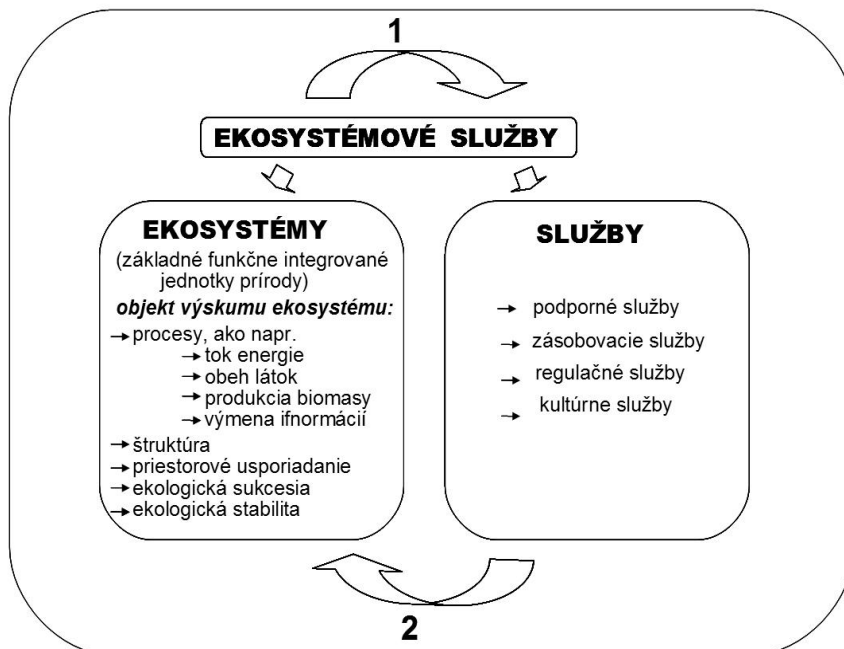 1
EKOSYSTÉMOVÉ SLUŽBY
EKOSYSTÉMY
(základné funkčne integrované
jednotky prírody)
objekt výskumu ekosystému:
→ procesy, ako napr.
→ tok energie
→ obeh látok
→ produkcia biomasy
→ výmena ifnormácií
→ štruktúra
→ priestorové usporiadanie
→ ekologická sukcesia
→ ekologická stabilita
SLUŽBY
→ podporné služby
→ zásobovacie služby
→ regulačné služby
→ kultúrne služby
2